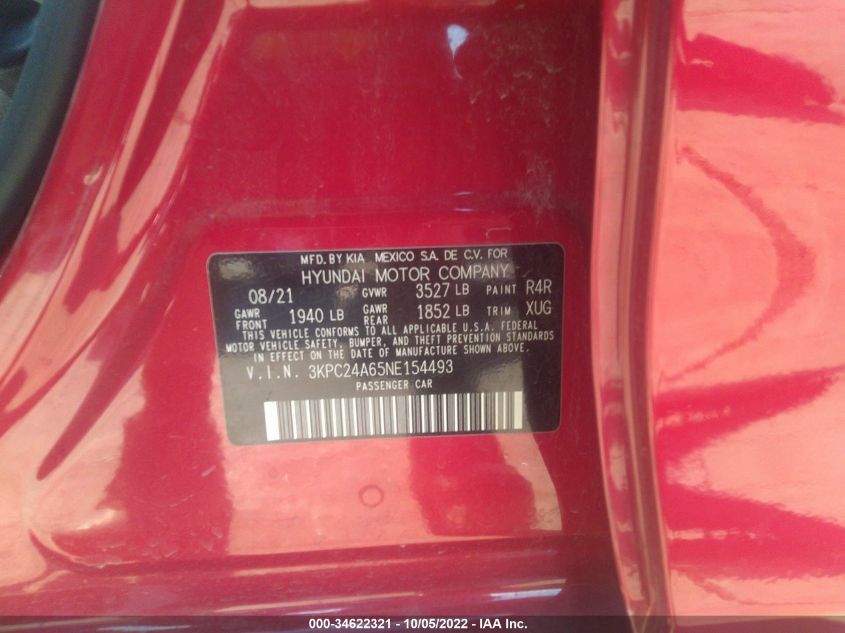 MFD. BY KIA MEXICO S.A. DE C.V. FOR
HYUNDAI MOTOR COMPANY
08/21 GVWR 3527 LB PAINT R4R
GAWR FRONT 1940 LB GAWR REAR 1852 LB TRIM XUG
THIS VEHICLE CONFORMS TO ALL APPLICABLE U.S.A. FEDERAL
MOTOR VEHICLE SAFETY, BUMPER, AND THEFT PREVENTION STANDARDS
IN EFFECT ON THE DATE OF MANUFACTURE SHOWN ABOVE.
V.I.N. 3KPC24A65NE154493
PASSENGER CAR
000-34622321 - 10/05/2022 - IAA Inc.